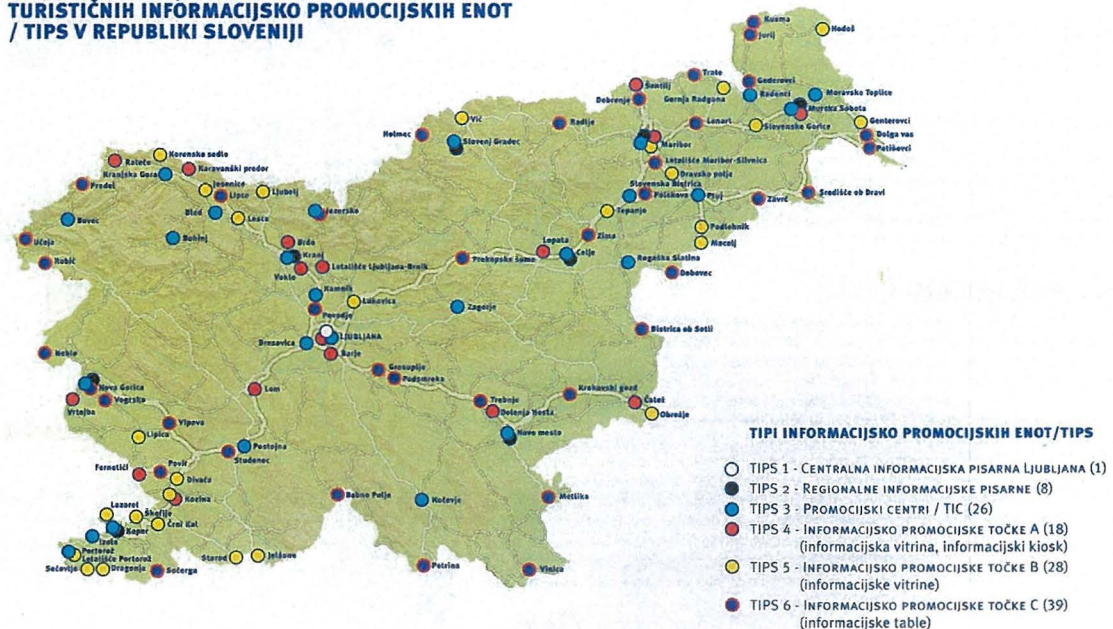 TURISTIČNIH INFORMACIJSKO PROMOCIJSKIH ENOT
/ TIPS V REPUBLIKI SLOVENIJI
Kuzma
Jurij
Hodoš
Trate
Gederovci
Šentilj
Gornja Radgona
Radenci
Moravske Toplice
Dobrenje
Murska Sobota
Vič
Radlje
Lenart
Slovenske Gorice
Genterovci
Holmec
Dolga vas
Slovenj Gradec
Maribor
Petišovci
Korensko sedlo
Rateče
Karavanški predor
Letališče Maribor-Slivnica
Kranjska Gora
Dravsko polje
Predel
Jesenice
Ljubelj
Slovenska Bistrica
Lipce
Polskava
Ptuj
Središče ob Dravi
Zavrč
Bled
Lesce
Jezersko
Tepanje
Bovec
Podlehnik
Bohinj
Zima
Učeja
Brdo
Lopata
Macelj
Kranj
Celje
Robič
Voklo
Letališče Ljubljana-Brnik
Prekopske šume
Rogaška Slatina
Dobovec
Kamnik
Lukovica
Zagorje
Povodje
Bistrica ob Sotli
LJUBLJANA
Brezovica
Barje
Neblo
Grosuplje
Podsmreka
Nova Gorica
Lom
Krakovski gozd
Vrtojba
Vogrsko
Trebnje
Čatež
Dolenja vas
Obrežje
Vipava
Novo mesto
Lipica
Postojna
Studenec
Fernetiči
Povir
Divača
Kozina
Babno Polje
Kočevje
Metlika
Lazaret
Škofije
Črni Kal
Koper
Izola
Portorož
Letališče Portorož
Starod
Jelšane
Sečovlje
Dragonja
Sočerga
Petrina
Vinica
TIPI INFORMACIJSKO PROMOCIJSKIH ENOT/TIPS
TIPS 1 - CENTRALNA INFORMACIJSKA PISARNA LJUBLJANA (1)
TIPS 2 - REGIONALNE INFORMACIJSKE PISARNE (8)
TIPS 3 - PROMOCIJSKI CENTRI / TIC (26)
TIPS 4 - INFORMACIJSKO PROMOCIJSKE TOČKE A (18)
(informacijska vitrina, informacijski kiosk)
TIPS 5 - INFORMACIJSKO PROMOCIJSKE TOČKE B (28)
(informacijske vitrine)
TIPS 6 - INFORMACIJSKO PROMOCIJSKE TOČKE C (39)
(informacijske table)